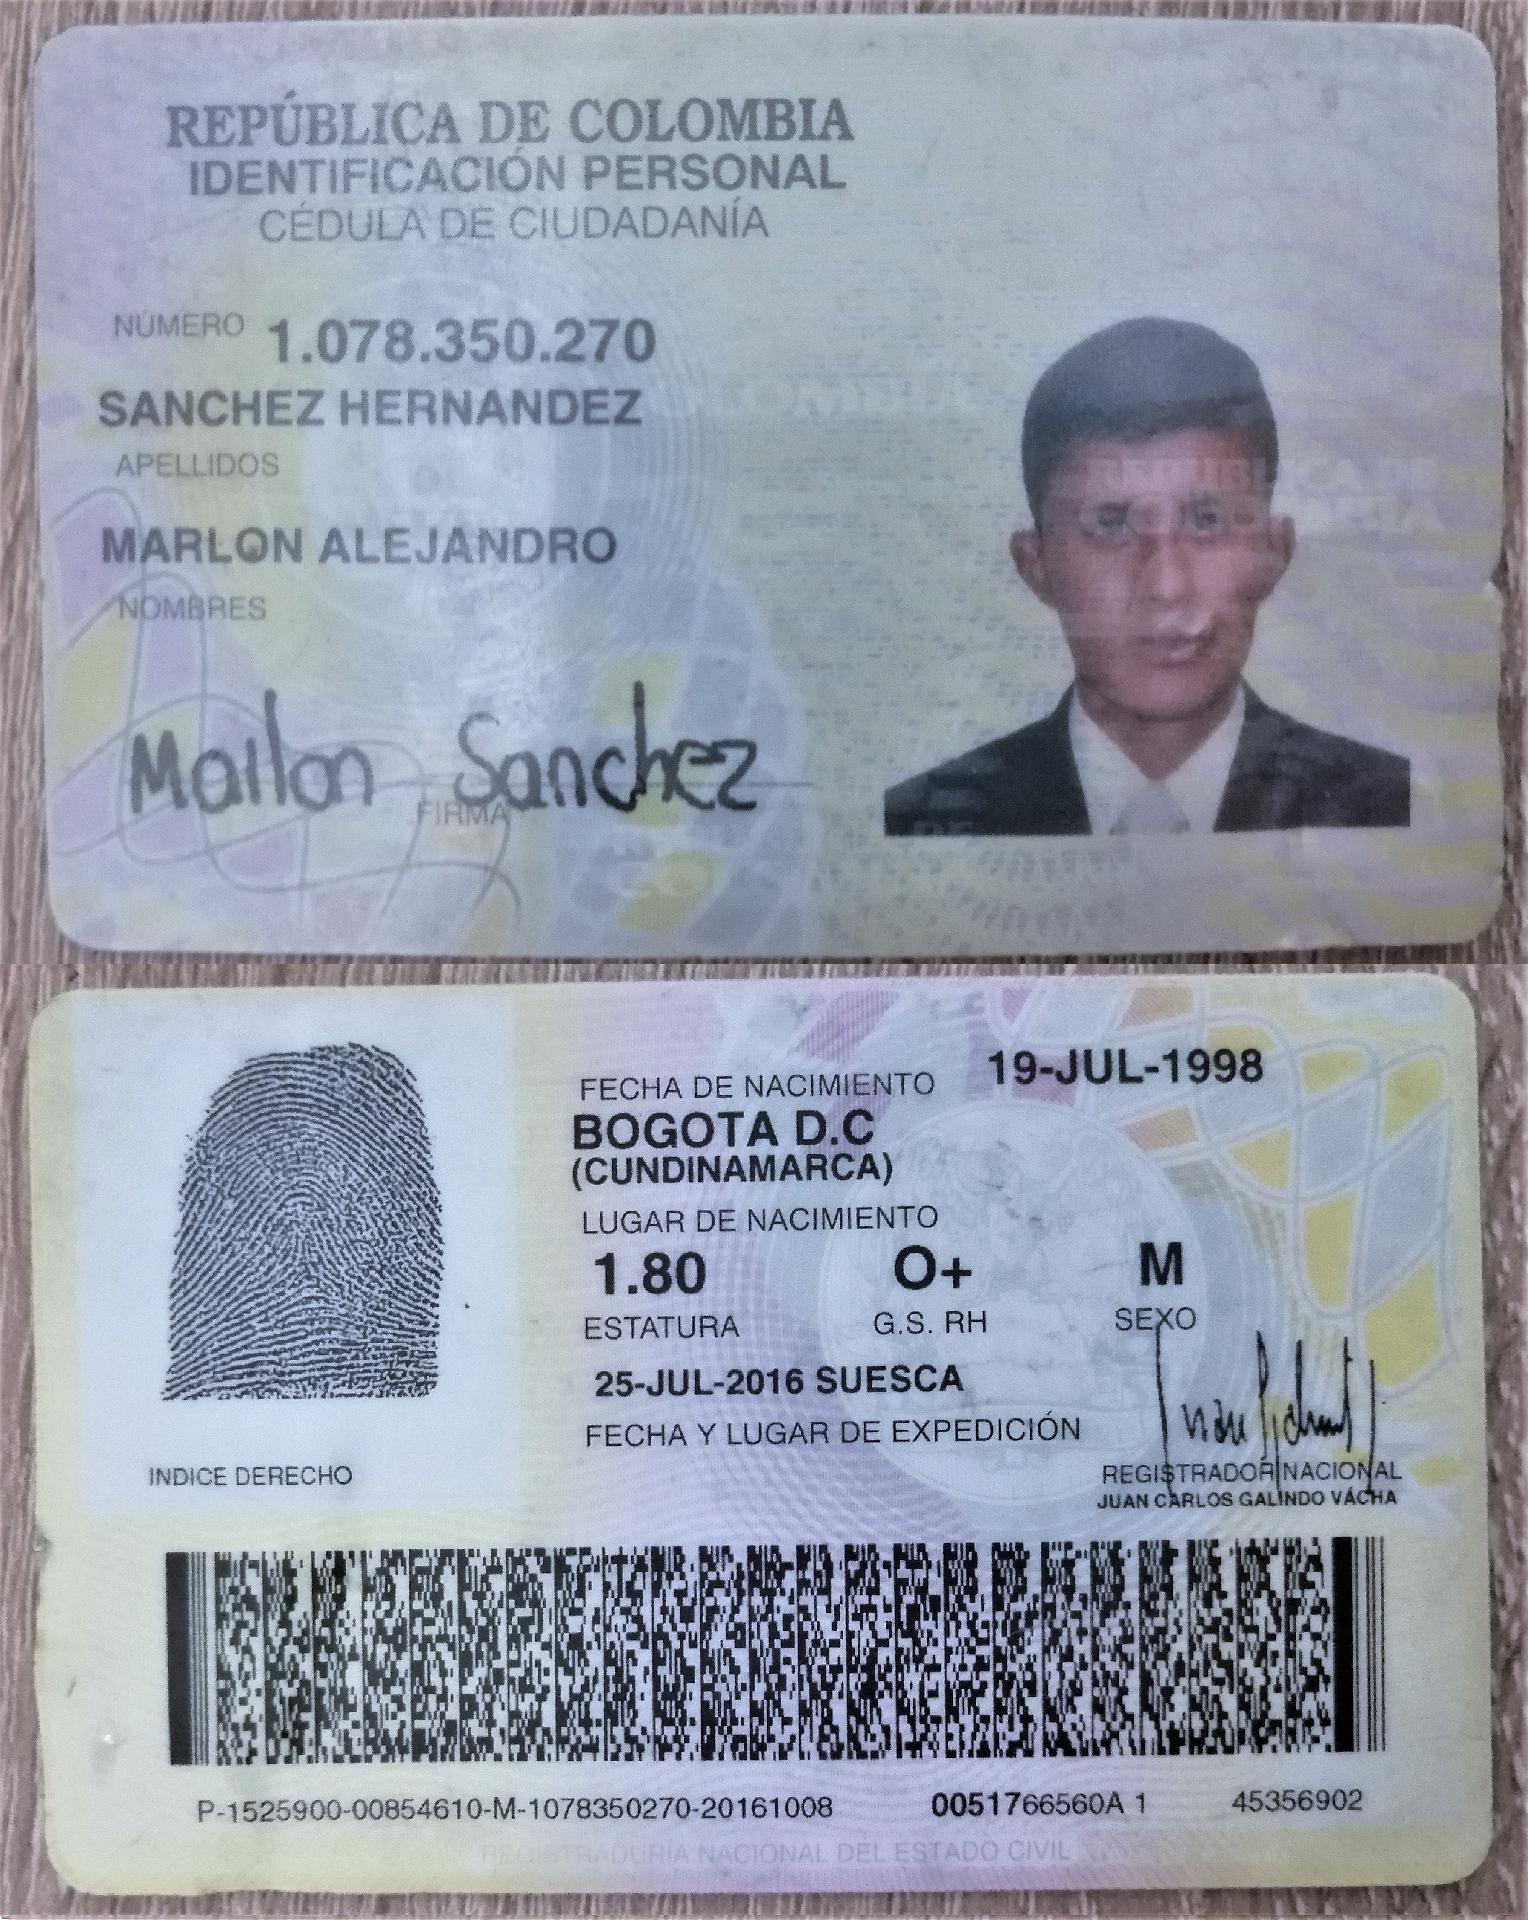 REPÚBLICA DE COLOMBIA
IDENTIFICACIÓN PERSONAL
CÉDULA DE CIUDADANÍA
NÚMERO 1.078.350.270
SANCHEZ HERNANDEZ
APELLIDOS
MARLON ALEJANDRO
NOMBRES
Marlon Sanchez
FIRMA
REPUBLICA DE
FECHA DE NACIMIENTO 19-JUL-1998
BOGOTA D.C
(CUNDINAMARCA)
LUGAR DE NACIMIENTO
1.80 O+ M
ESTATURA G.S. RH SEXO
25-JUL-2016 SUESCA
FECHA Y LUGAR DE EXPEDICIÓN
INDICE DERECHO
REGISTRADOR NACIONAL
JUAN CARLOS GALINDO VÁCHA
P-1525900-00854610-M-1078350270-20161008 0051766560A 1 45356902
REGISTRADURIA NACIONAL DEL ESTADO CIVIL